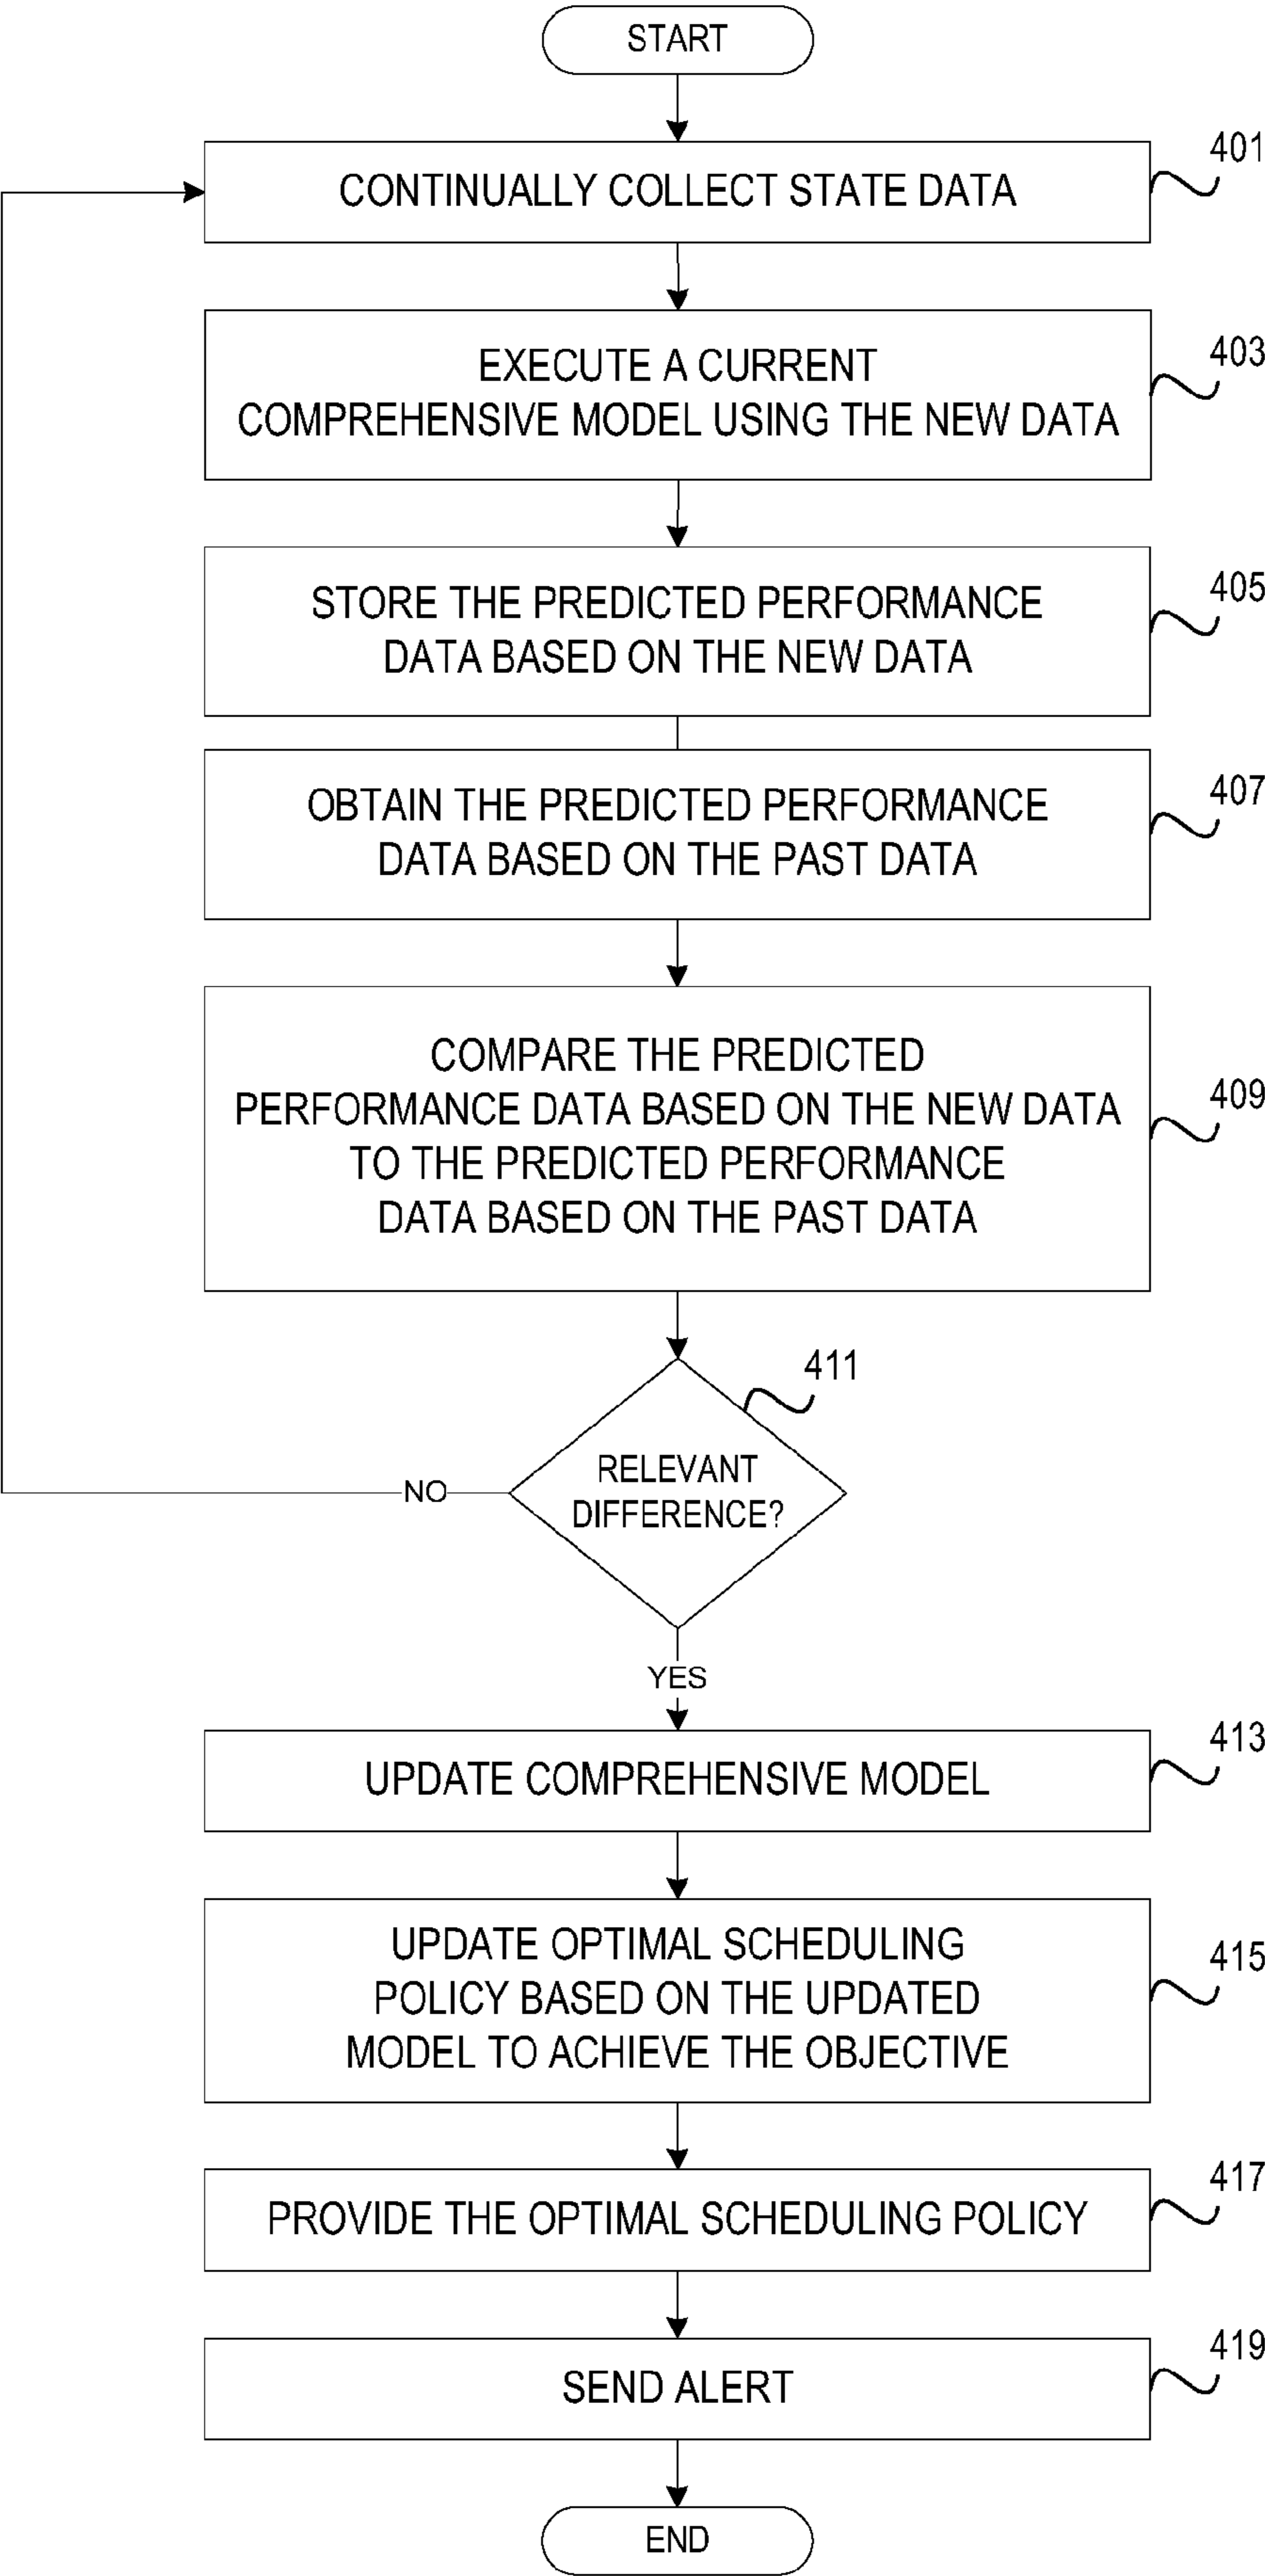 START
CONTINUALLY COLLECT STATE DATA
401
EXECUTE A CURRENT
COMPREHENSIVE MODEL USING THE NEW DATA
403
STORE THE PREDICTED PERFORMANCE
DATA BASED ON THE NEW DATA
405
OBTAIN THE PREDICTED PERFORMANCE
DATA BASED ON THE PAST DATA
407
COMPARE THE PREDICTED
PERFORMANCE DATA BASED ON THE NEW DATA
TO THE PREDICTED PERFORMANCE
DATA BASED ON THE PAST DATA
409
411
RELEVANT
DIFFERENCE?
NO
YES
UPDATE COMPREHENSIVE MODEL
413
UPDATE OPTIMAL SCHEDULING
POLICY BASED ON THE UPDATED
MODEL TO ACHIEVE THE OBJECTIVE
415
PROVIDE THE OPTIMAL SCHEDULING POLICY
417
SEND ALERT
419
END